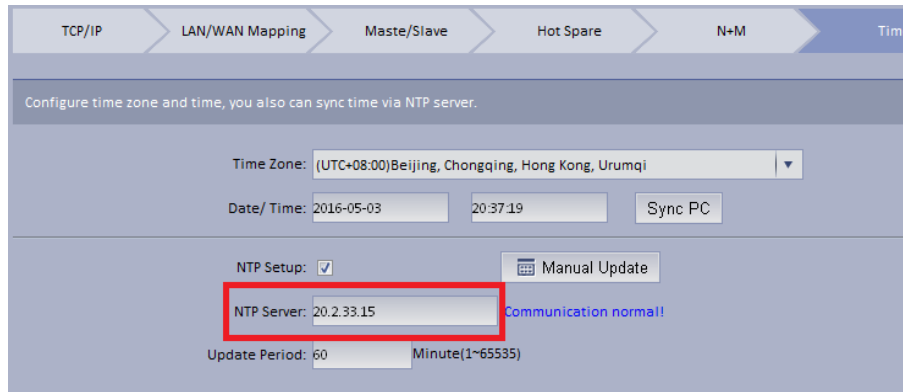 TCP/IP LAN/WAN Mapping Maste/Slave Hot Spare N+M Tim
Configure time zone and time, you also can sync time via NTP server.
Time Zone: (UTC+08:00)Beijing, Chongqing, Hong Kong, Urumqi
Date/ Time: 2016-05-03 20:37:19 Sync PC
NTP Setup: Manual Update
NTP Server: 20.2.33.15 Communication normal!
Update Period: 60 Minute(1~65535)